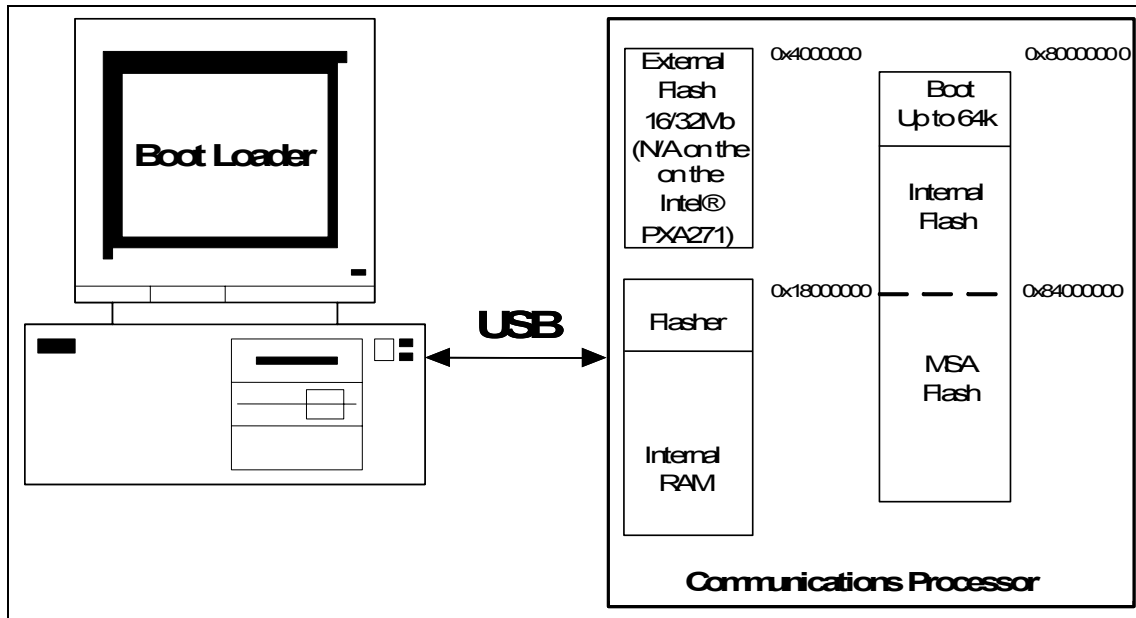 Boot Loader
USB
External
Flash
16/32Mb
(N/A on the
on the
Intel®
PXA271)
0x4000000
Flasher
Internal
RAM
0x18000000
0x80000000
Boot
Up to 64k
Internal
Flash
0x84000000
MSA
Flash
Communications Processor